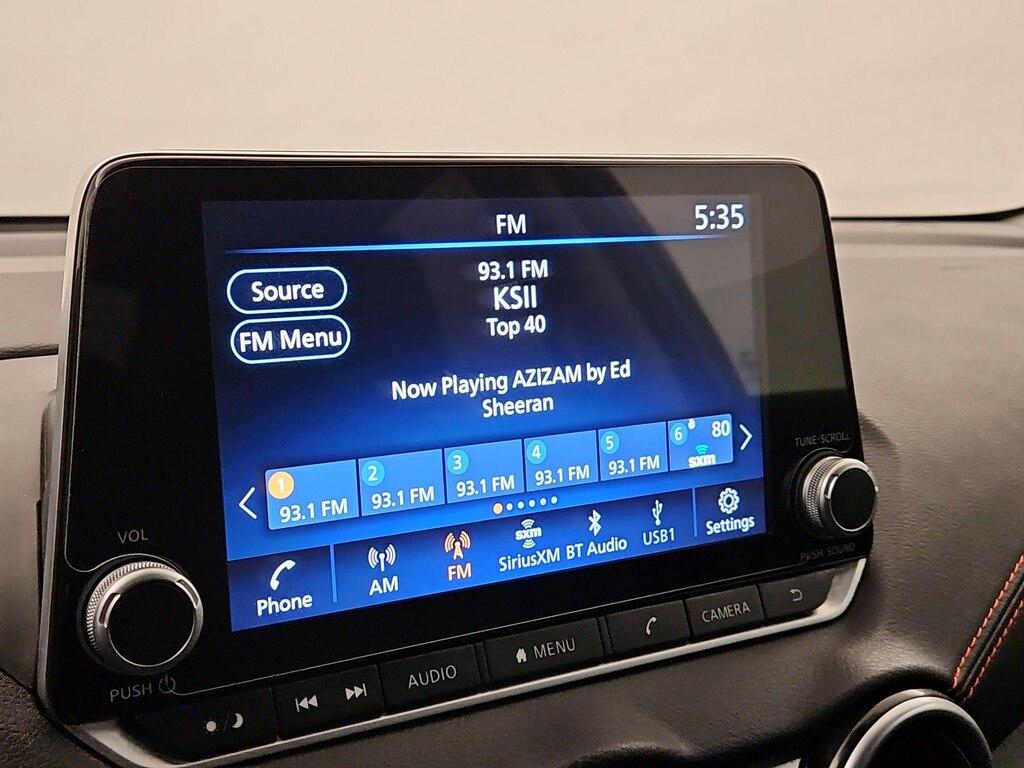 FM
5:35
Source
93.1 FM
KSII
Top 40
FM Menu
Now Playing AZIZAM by Ed
Sheeran
1
93.1 FM
2
93.1 FM
3
93.1 FM
4
93.1 FM
5
93.1 FM
6
80
sxm
Phone
AM
FM
sxm
SiriusXM
BT Audio
USB1
Settings
VOL
PUSH
TUNE·SCROLL
PUSH SOUND
AUDIO
MENU
CAMERA